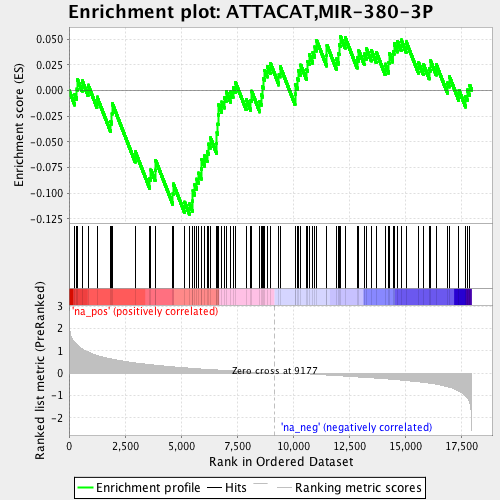 Enrichment plot: ATTACAT,MIR-380-3P
Enrichment score (ES)
0.050
0.025
0.000
-0.025
-0.050
-0.075
-0.100
-0.125
'na_pos' (positively correlated)
Ranked list metric (PreRanked)
3
2
1
0
-1
-2
Zero cross at 9177
'na_neg' (negatively correlated)
0
2,500
5,000
7,500
10,000
12,500
15,000
17,500
Rank in Ordered Dataset
Enrichment profile
Hits
Ranking metric scores